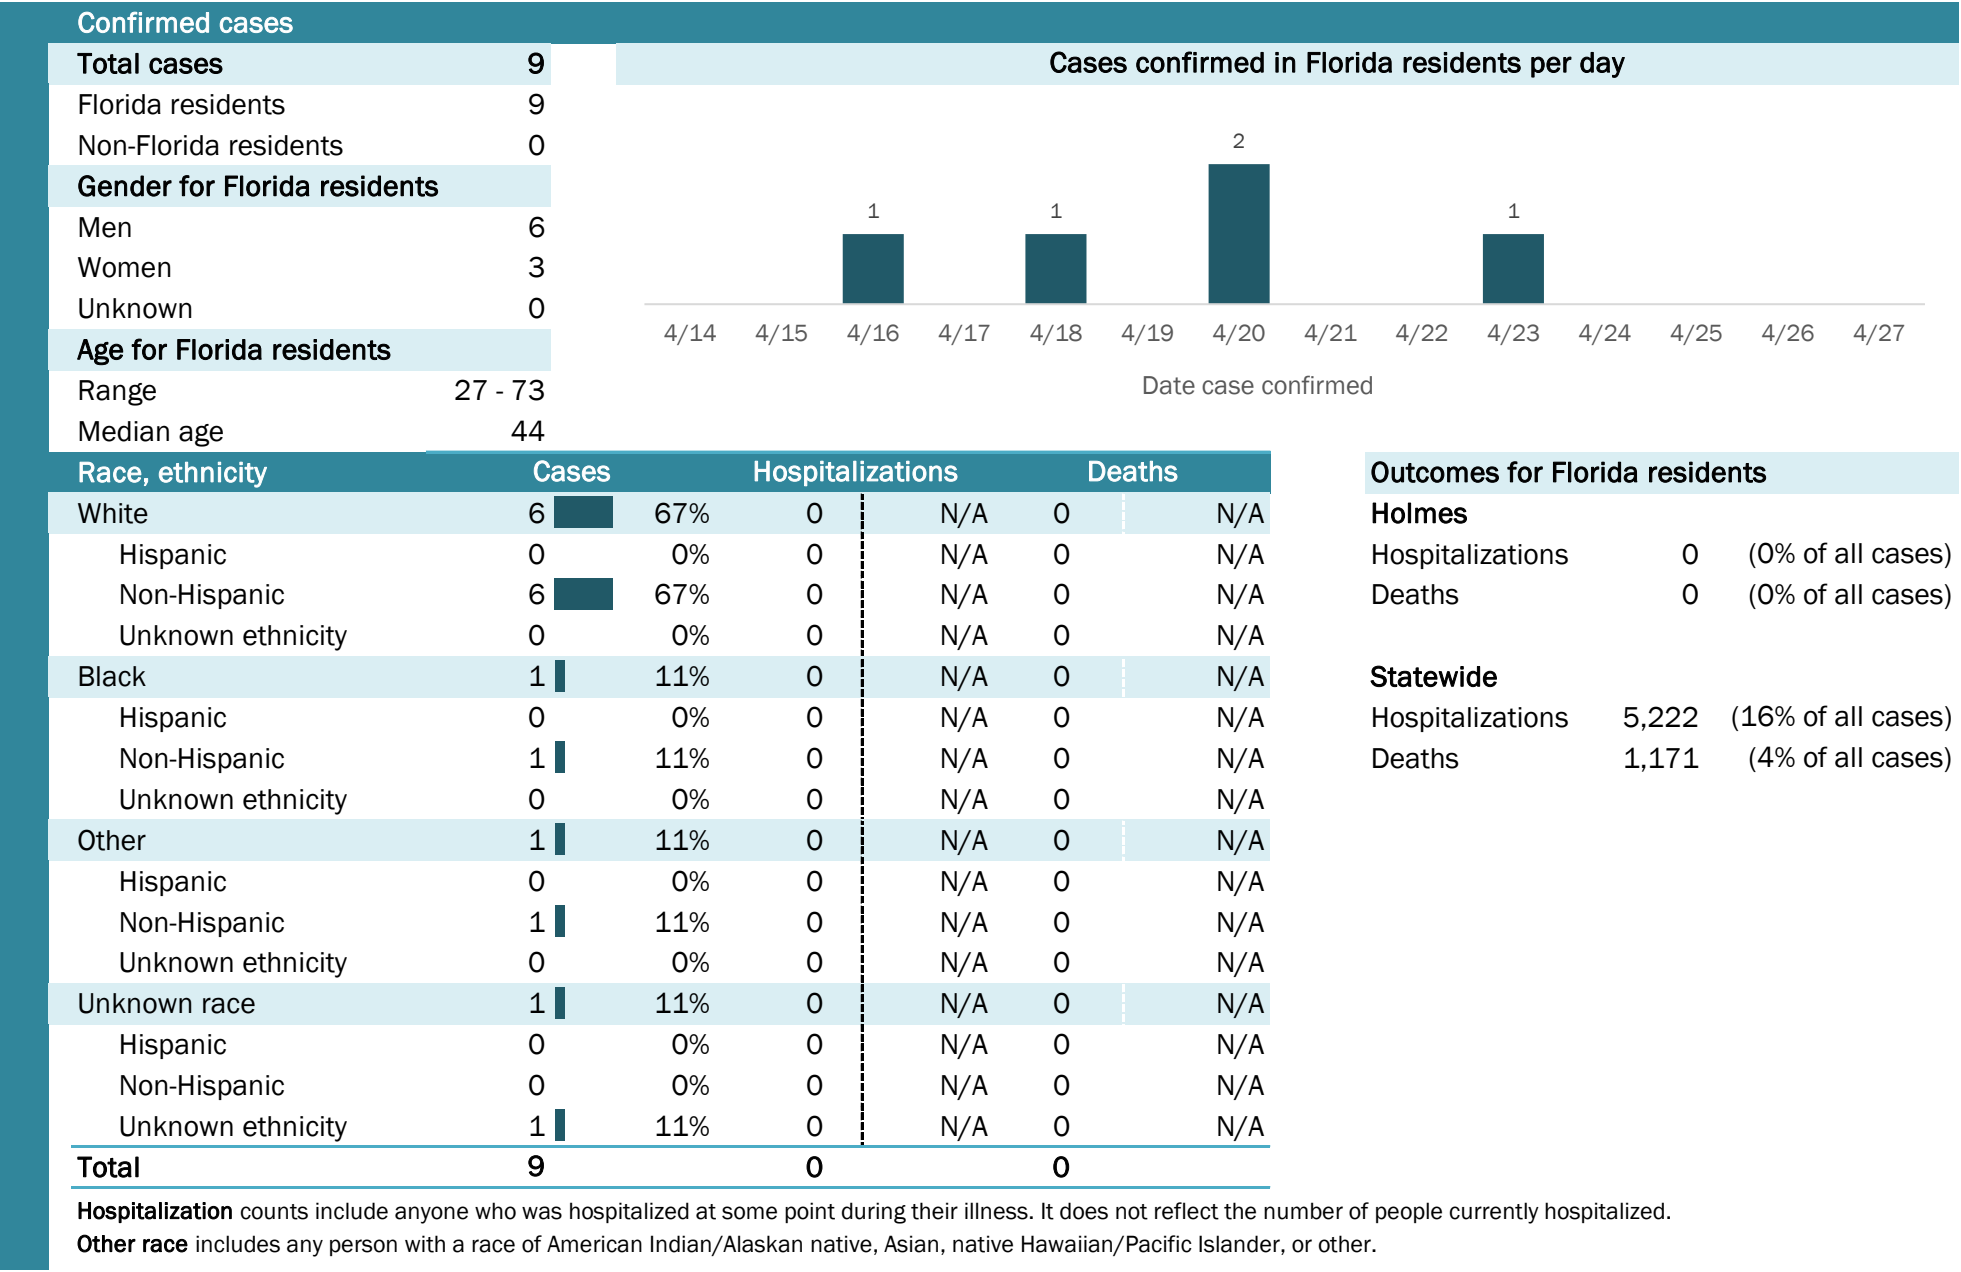 Confirmed cases
Total cases 9
Florida residents 9
Non-Florida residents 0
Gender for Florida residents
Men 6
Women 3
Unknown 0
Age for Florida residents
Range 27 - 73
Median age 44
Cases confirmed in Florida residents per day
2
1 1 1
4/14 4/15 4/16 4/17 4/18 4/19 4/20 4/21 4/22 4/23 4/24 4/25 4/26 4/27
Date case confirmed
Race, ethnicity Cases Hospitalizations Deaths
White 6 67% 0 N/A 0 N/A
Hispanic 0 0% 0 N/A 0 N/A
Non-Hispanic 6 67% 0 N/A 0 N/A
Unknown ethnicity 0 0% 0 N/A 0 N/A
Black 1 11% 0 N/A 0 N/A
Hispanic 0 0% 0 N/A 0 N/A
Non-Hispanic 1 11% 0 N/A 0 N/A
Unknown ethnicity 0 0% 0 N/A 0 N/A
Other 1 11% 0 N/A 0 N/A
Hispanic 0 0% 0 N/A 0 N/A
Non-Hispanic 1 11% 0 N/A 0 N/A
Unknown ethnicity 0 0% 0 N/A 0 N/A
Unknown race 1 11% 0 N/A 0 N/A
Hispanic 0 0% 0 N/A 0 N/A
Non-Hispanic 0 0% 0 N/A 0 N/A
Unknown ethnicity 1 11% 0 N/A 0 N/A
Total 9 0 0
Outcomes for Florida residents
Holmes
Hospitalizations 0 (0% of all cases)
Deaths 0 (0% of all cases)
Statewide
Hospitalizations 5,222 (16% of all cases)
Deaths 1,171 (4% of all cases)
Hospitalization counts include anyone who was hospitalized at some point during their illness. It does not reflect the number of people currently hospitalized.
Other race includes any person with a race of American Indian/Alaskan native, Asian, native Hawaiian/Pacific Islander, or other.